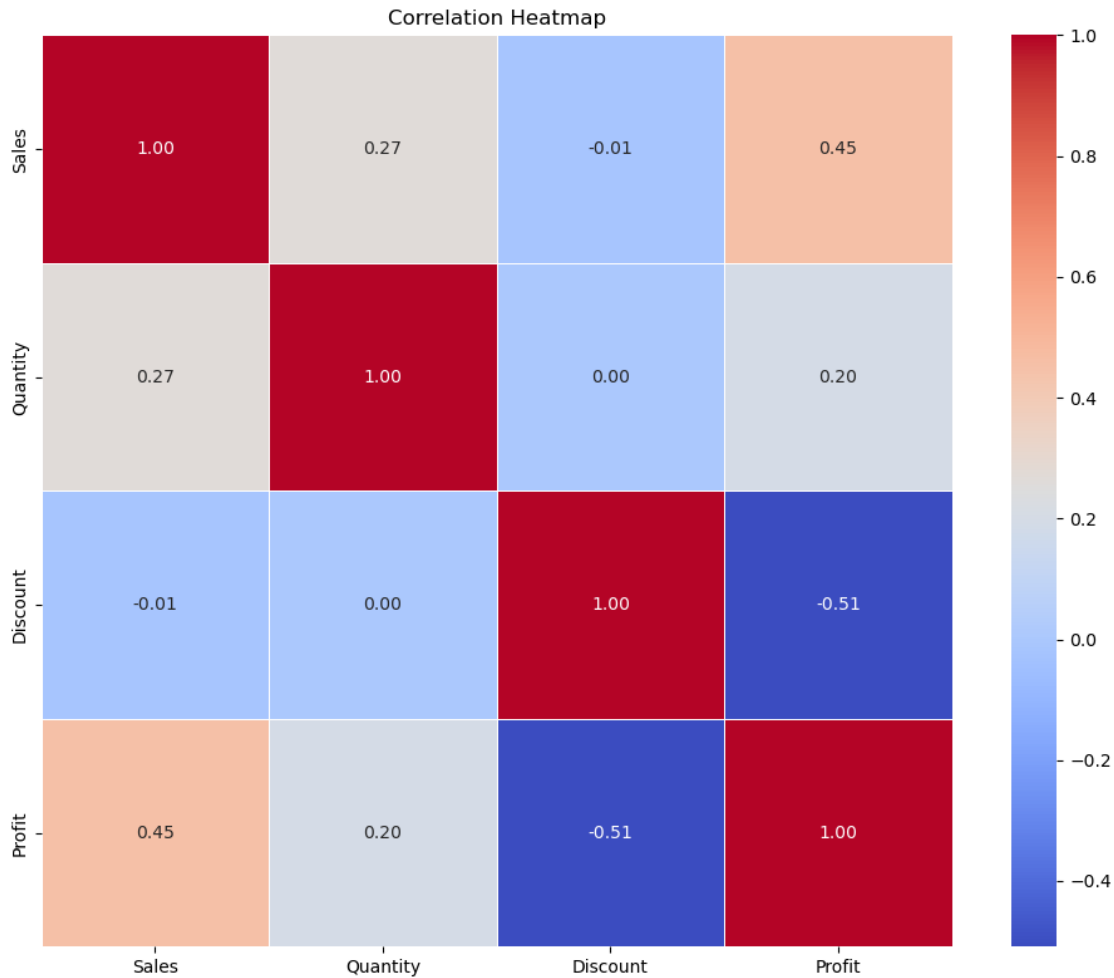 Correlation Heatmap
Sales 1.00 0.27 -0.01 0.45
Quantity 0.27 1.00 0.00 0.20
Discount -0.01 0.00 1.00 -0.51
Profit 0.45 0.20 -0.51 1.00
Sales Quantity Discount Profit
1.0
0.8
0.6
0.4
0.2
0.0
−0.2
−0.4